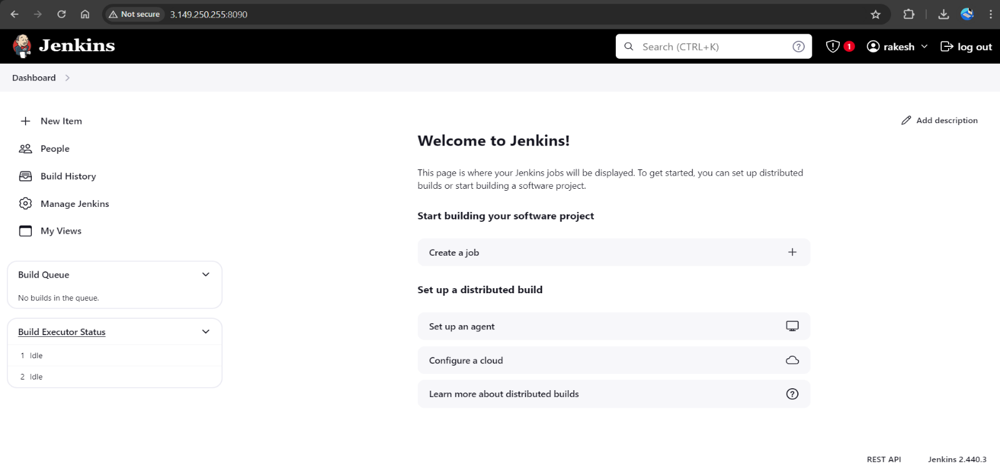 Not secure 3.149.250.255:8090
Jenkins
Search (CTRL+K)
1
rakesh
log out
Dashboard
New Item
People
Build History
Manage Jenkins
My Views
Build Queue
No builds in the queue.
Build Executor Status
1 Idle
2 Idle
Add description
Welcome to Jenkins!
This page is where your Jenkins jobs will be displayed. To get started, you can set up distributed
builds or start building a software project.
Start building your software project
Create a job
Set up a distributed build
Set up an agent
Configure a cloud
Learn more about distributed builds
REST API
Jenkins 2.440.3